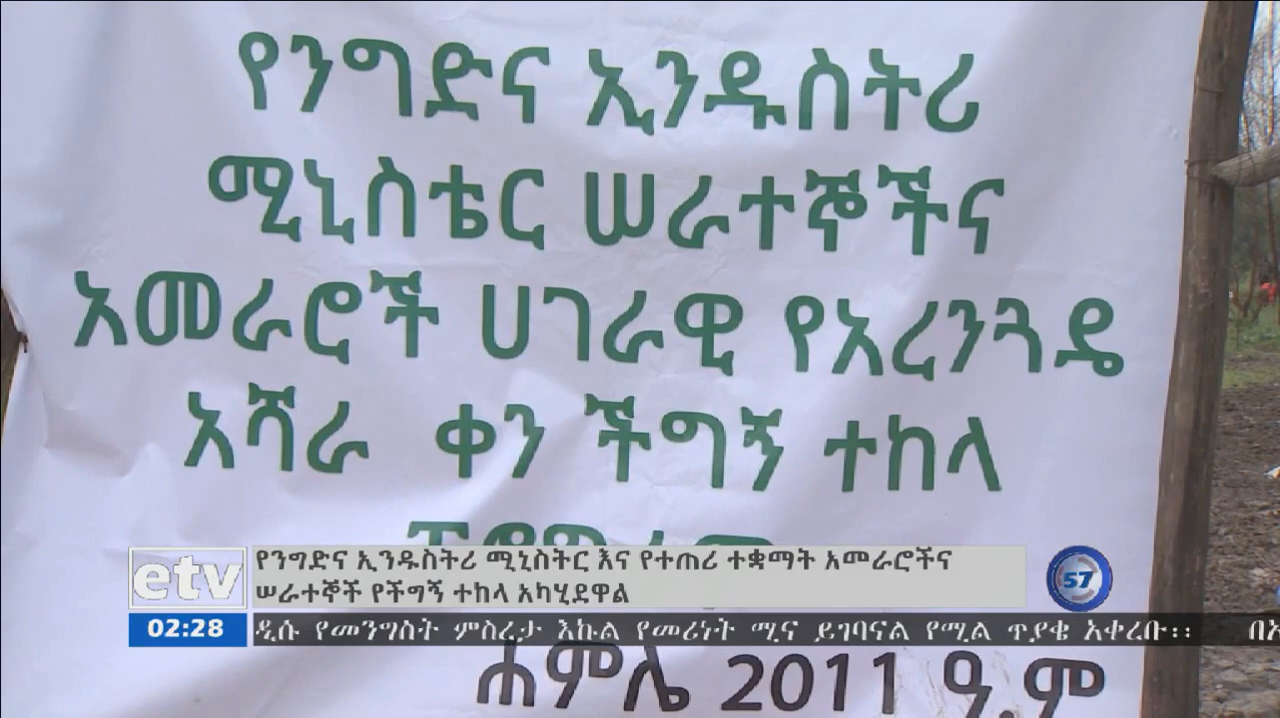 የንግድና ኢንዱስትሪ
ሚኒስቴር ሠራተኞችና
አመራሮች ሀገራዊ የአረንጓዴ
አሻራ ቀን ችግኝ ተከላ
etv
የንግድና ኢንዱስትሪ ሚኒስትር እና የተጠሪ ተቋማት አመራሮችና
ሠራተኞች የችግኝ ተከላ አካሂደዋል
57
02:28
ዲሱ የመንግስት ምስረታ እኩል የመሪነት ሚና ይገባናል የሚል ጥያቄ አቀረቡ፡፡
ሐምሌ 2011 ዓ.ም